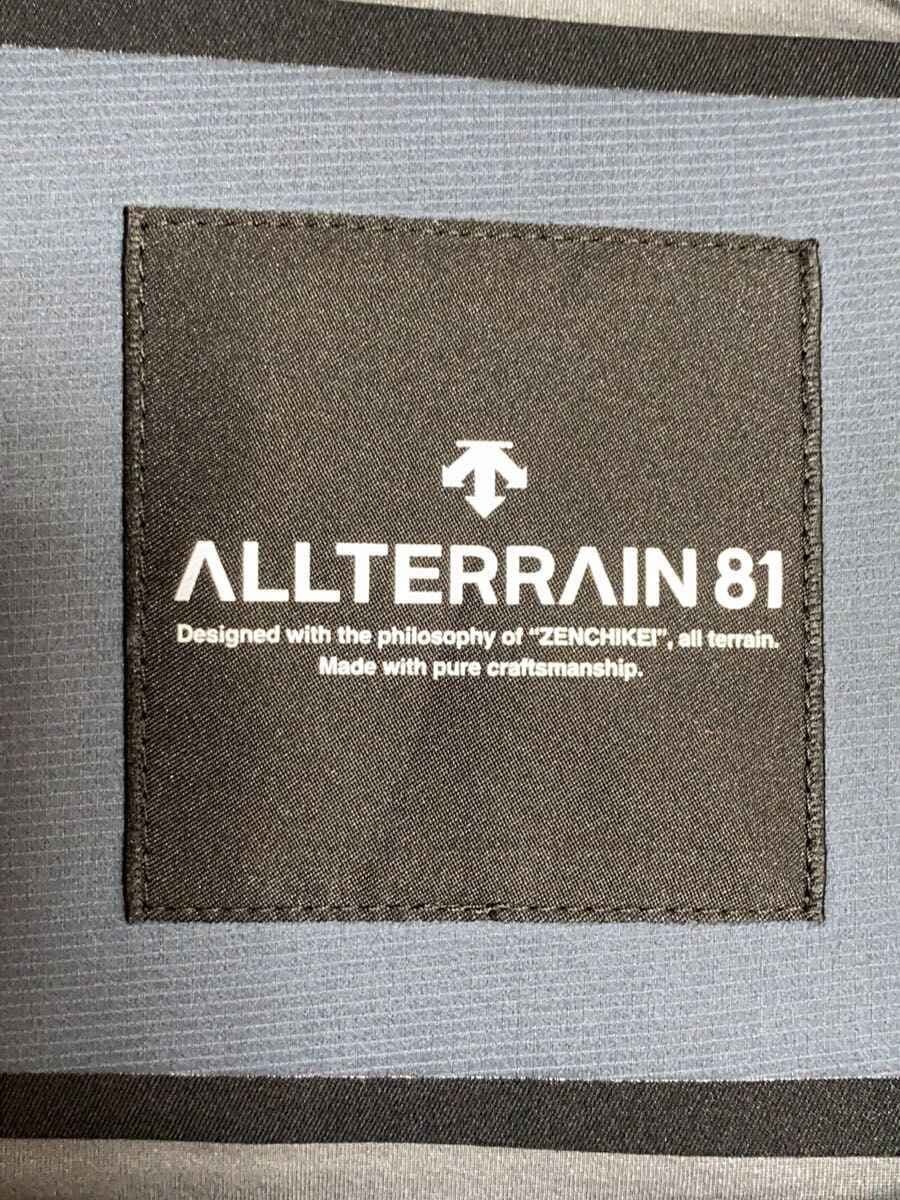 ALLTERRAIN 81
Designed with the philosophy of “ZENCHIKEI”, all terrain.
Made with pure craftsmanship.